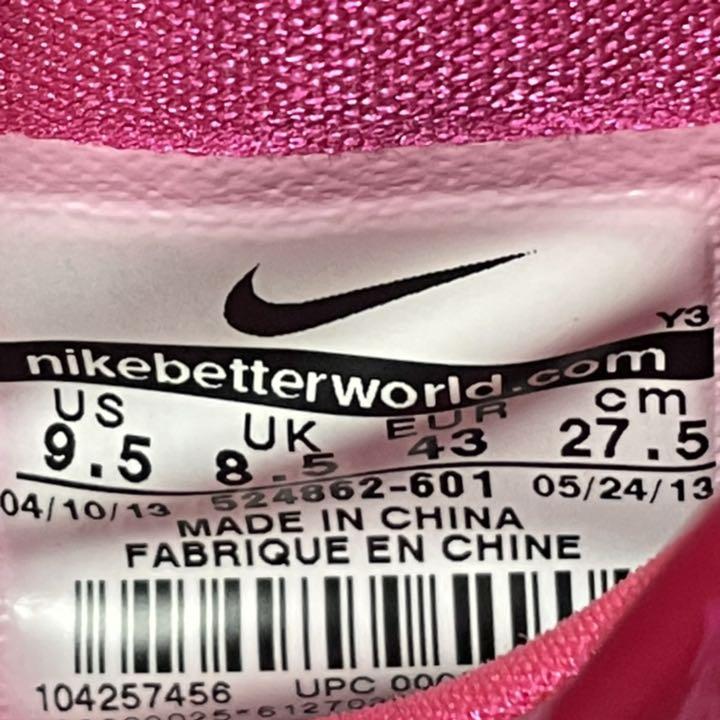 Y3
nikebetterworld.com
US UK EUR cm
9.5 8.5 43 27.5
04/10/13 524862-601 05/24/13
MADE IN CHINA
FABRIQUE EN CHINE
104257456 UPC